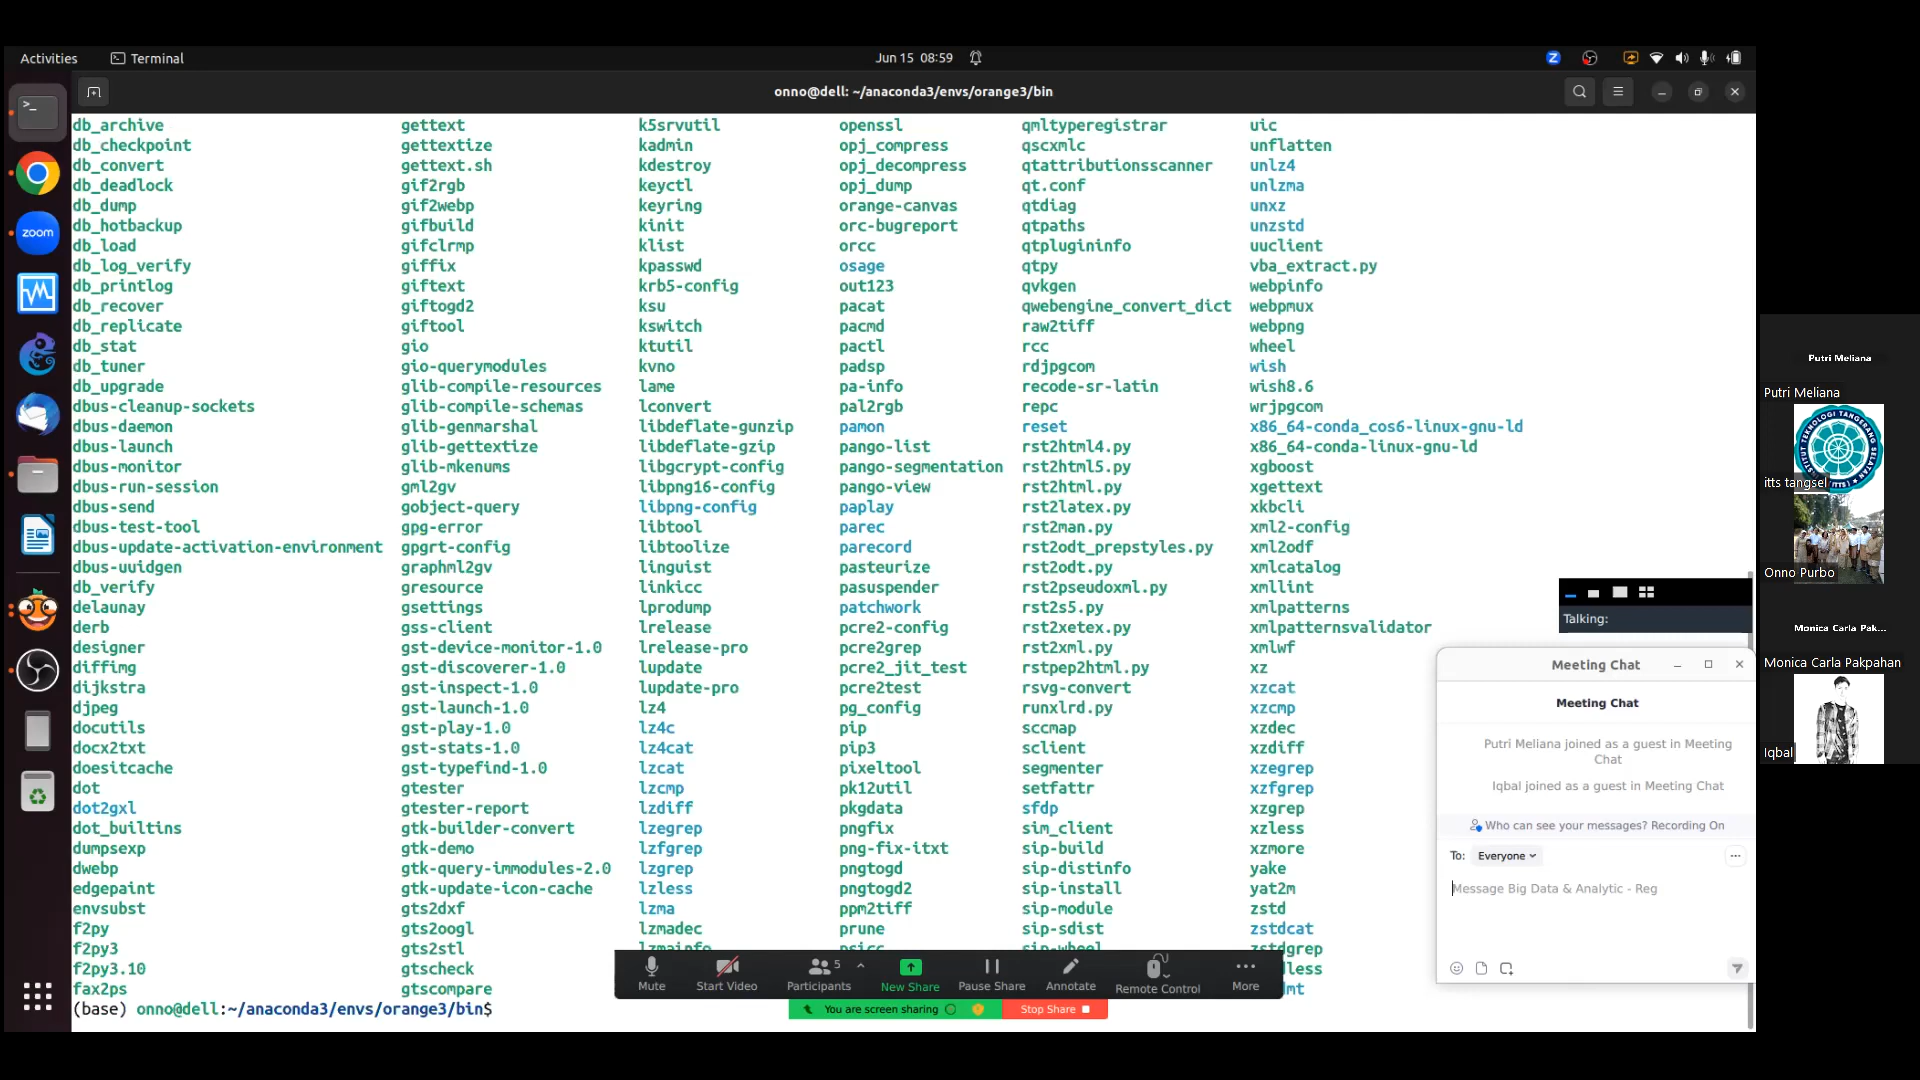 Activities
Terminal
Jun 15 08:59
onno@dell: ~/anaconda3/envs/orange3/bin
db_archive gettext k5srvutil openssl qmltyperegistrar uic
db_checkpoint gettextize kadmin opj_compress qscxmlc unflatten
db_convert gettext.sh kdestroy opj_decompress qtattributionsscanner unlz4
db_deadlock gif2rgb keyctl opj_dump qt.conf unlzma
db_dump gif2webp keyring orange-canvas qtdiag unxz
db_hotbackup gifbuild kinit orc-bugreport qtpaths unzstd
db_load gifclrmp klist orcc qtplugininfo uuclient
db_log_verify giffix kpasswd osage qtpy vba_extract.py
db_printlog giftext krb5-config out123 qvkgen webpinfo
db_recover giftogd2 ksu pacat qwebengine_convert_dict webpmux
db_replicate giftool kswitch pacmd raw2tiff webpng
db_stat gio ktutil pactl rcc wheel
db_tuner gio-querymodules kvno padsp rdjpgcom wish
db_upgrade glib-compile-resources lame pa-info recode-sr-latin wish8.6
dbus-cleanup-sockets glib-compile-schemas lconvert pal2rgb repc wrjpgcom
dbus-daemon glib-genmarshal libdeflate-gunzip pamon reset x86_64-conda_cos6-linux-gnu-ld
dbus-launch glib-gettextize libdeflate-gzip pango-list rst2html4.py x86_64-conda-linux-gnu-ld
dbus-monitor glib-mkenums libgcrypt-config pango-segmentation rst2html5.py xgboost
dbus-run-session gml2gv libpng16-config pango-view rst2html.py xgettext
dbus-send gobject-query libpng-config paplay rst2latex.py xkbcli
dbus-test-tool gpg-error libtool parec rst2man.py xml2-config
dbus-update-activation-environment gpgrt-config libtoolize parecord rst2odt_prepstyles.py xml2odf
dbus-uuidgen graphml2gv linguist pasteurize rst2odt.py xmlcatalog
db_verify gresource linkicc pasuspender rst2pseudoxml.py xmllint
delaunay gsettings lprodump patchwork rst2s5.py xmlpatterns
derb gss-client lrelease pcre2-config rst2xetex.py xmlpatternsvalidator
designer gst-device-monitor-1.0 lrelease-pro pcre2grep rst2xml.py xmlwf
diffimg gst-discoverer-1.0 lupdate pcre2_jit_test rstpep2html.py xz
dijkstra gst-inspect-1.0 lupdate-pro pcre2test rsvg-convert xzcat
djpeg gst-launch-1.0 lz4 pg_config runxlrd.py xzcmp
docutils gst-play-1.0 lz4c pip sccmap xzdec
docx2txt gst-stats-1.0 lz4cat pip3 sclient xzdiff
doesitcache gst-typefind-1.0 lzcat pixeltool segmenter xzegrep
dot gtester lzcmp pk12util setfattr xzfgrep
dot2gxl gtester-report lzdiff pkgdata sfdp xzgrep
dot_builtins gtk-builder-convert lzegrep pngfix sim_client xzless
dumpsexp gtk-demo lzfgrep png-fix-itxt sip-build xzmore
dwebp gtk-query-immodules-2.0 lzgrep pngtogd sip-distinfo yake
edgepaint gtk-update-icon-cache lzless pngtogd2 sip-install yat2m
envsubst gts2dxf lzma ppm2tiff sip-module zstd
f2py gts2oogl lzmadec prune sip-sdist zstdcat
f2py3 gts2stl lzmainfo psicc sip-wheel zstdgrep
f2py3.10 gtscheck less
fax2ps gtscompare mt
(base) onno@dell:~/anaconda3/envs/orange3/bin$
zoom
Z
Mute
Start Video
5
Participants
New Share
Pause Share
Annotate
Remote Control
More
You are screen sharing
Stop Share
Talking:
Meeting Chat
Meeting Chat
Putri Meliana joined as a guest in Meeting
Chat
Iqbal joined as a guest in Meeting Chat
Who can see your messages? Recording On
To: Everyone
Message Big Data & Analytic - Reg
Putri Meliana
Putri Meliana
itts tangsel
Onno Purbo
Monica Carla Pak...
Monica Carla Pakpahan
Iqbal